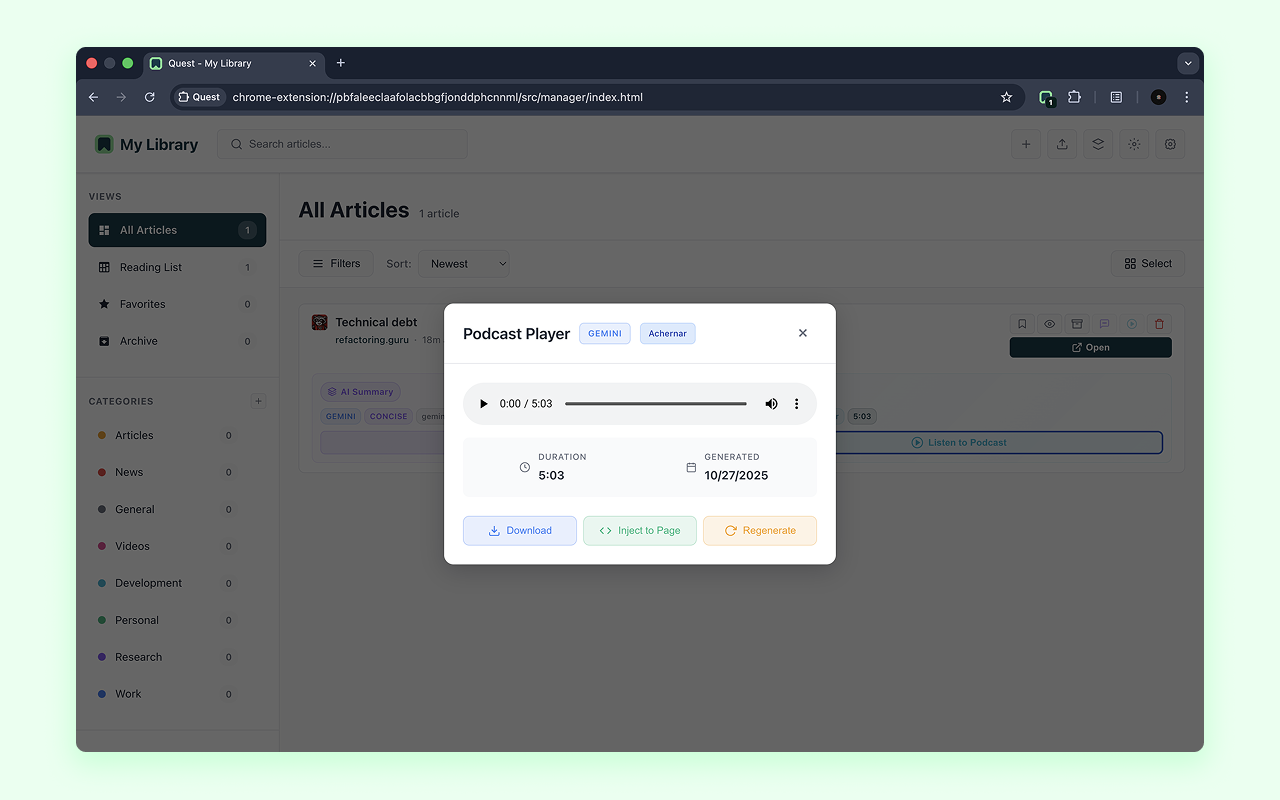 Quest - My Library
Quest
chrome-extension://pbfaleeclaafolacbbgfjonddphcnnml/src/manager/index.html
1
My Library
Search articles...
VIEWS
All Articles 1
Reading List 1
Favorites 0
Archive 0
CATEGORIES
Articles 0
News 0
General 0
Videos 0
Development 0
Personal 0
Research 0
Work 0
All Articles 1 article
Filters
Sort: Newest
Select
Technical debt
refactoring.guru · 18m
Open
AI Summary
GEMINI CONCISE
5:03
Listen to Podcast
Podcast Player GEMINI Achernar
0:00 / 5:03
DURATION
5:03
GENERATED
10/27/2025
Download
Inject to Page
Regenerate